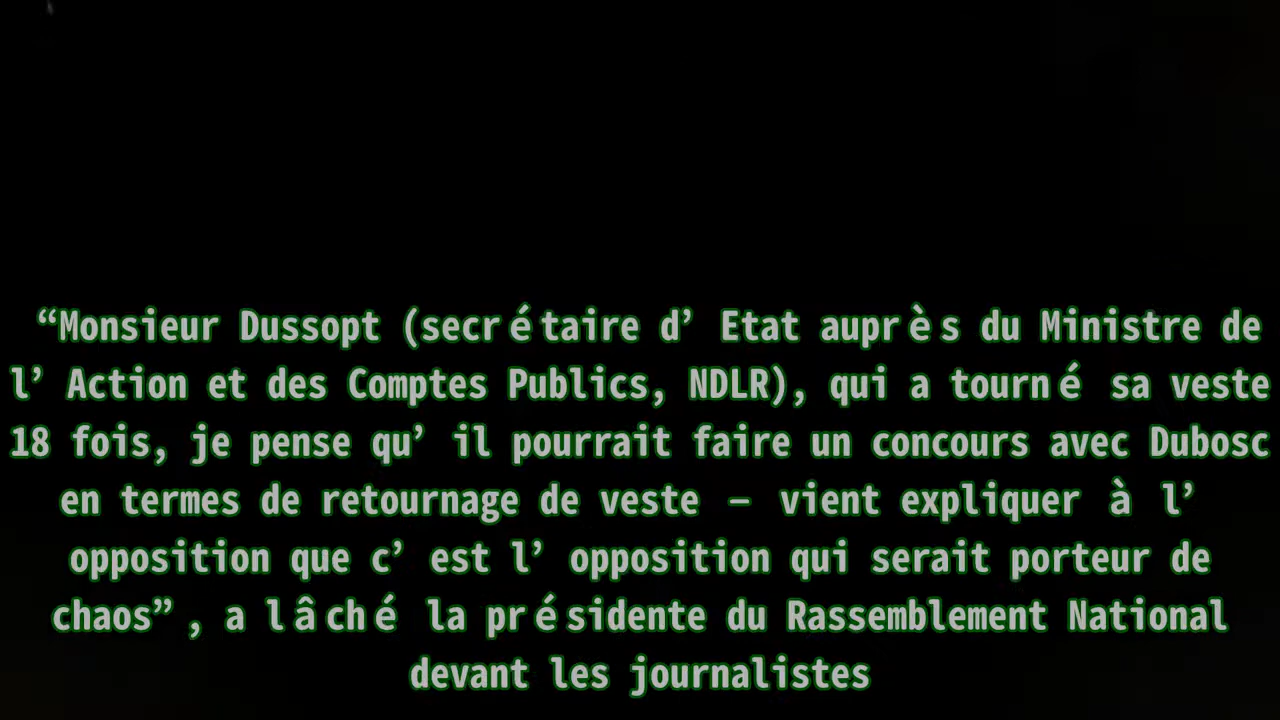 “Monsieur Dussopt (secrétaire d’ Etat auprès du Ministre de
l’ Action et des Comptes Publics, NDLR), qui a tourné sa veste
18 fois, je pense qu’ il pourrait faire un concours avec Dubosc
en termes de retournage de veste – vient expliquer à l’
opposition que c’ est l’ opposition qui serait porteur de
chaos” , a lâché la présidente du Rassemblement National
devant les journalistes